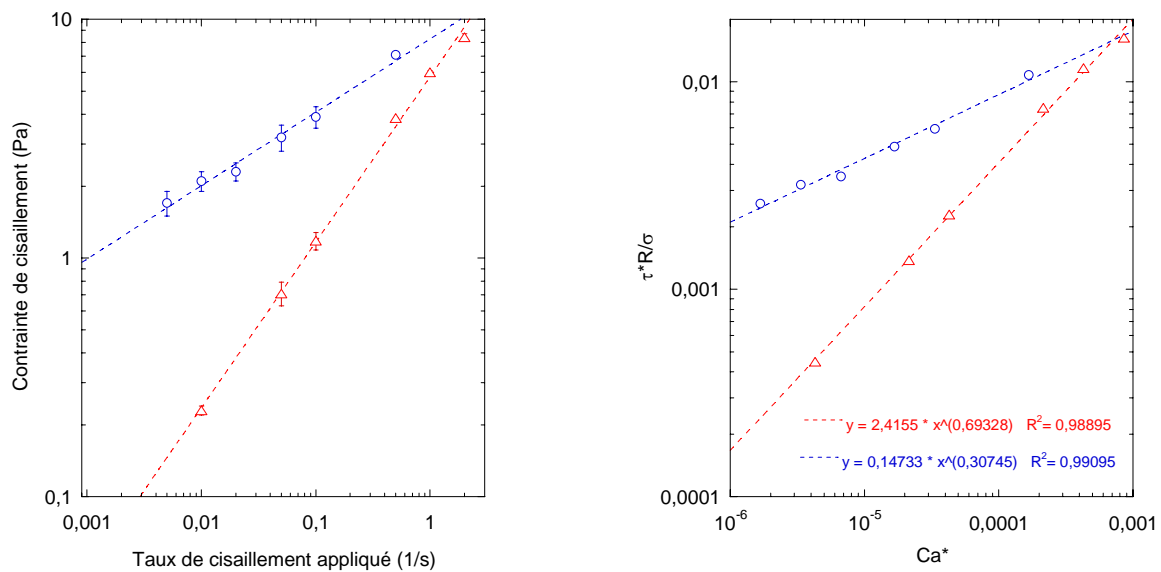 10
1
0,1
0,001
0,01
0,1
1
Contrainte de cisaillement (Pa)
Taux de cisaillement appliqué (1/s)
0,01
0,001
0,0001
10^-6
10^-5
0,0001
0,001
τ*R/σ
Ca*
y = 2,4155 * x^(0,69328) R²= 0,98895
y = 0,14733 * x^(0,30745) R²= 0,99095